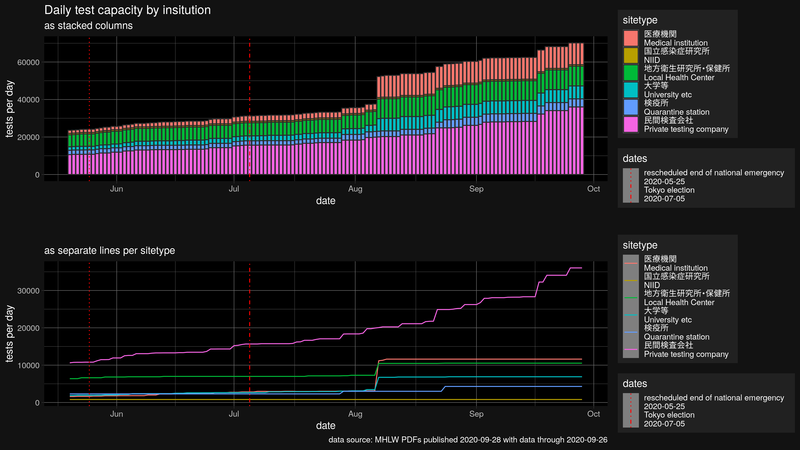 Daily test capacity by insitution
as stacked columns
tests per day
60000
40000
20000
0
Jun
Jul
Aug
Sep
Oct
date
sitetype
医療機関
Medical institution
国立感染症研究所
NIID
地方衛生研究所・保健所
Local Health Center
大学等
University etc
検疫所
Quarantine station
民間検査会社
Private testing company
dates
rescheduled end of national emergency
2020-05-25
Tokyo election
2020-07-05
as separate lines per sitetype
tests per day
30000
20000
10000
0
Jun
Jul
Aug
Sep
Oct
date
sitetype
医療機関
Medical institution
国立感染症研究所
NIID
地方衛生研究所・保健所
Local Health Center
大学等
University etc
検疫所
Quarantine station
民間検査会社
Private testing company
dates
rescheduled end of national emergency
2020-05-25
Tokyo election
2020-07-05
data source: MHLW PDFs published 2020-09-28 with data through 2020-09-26